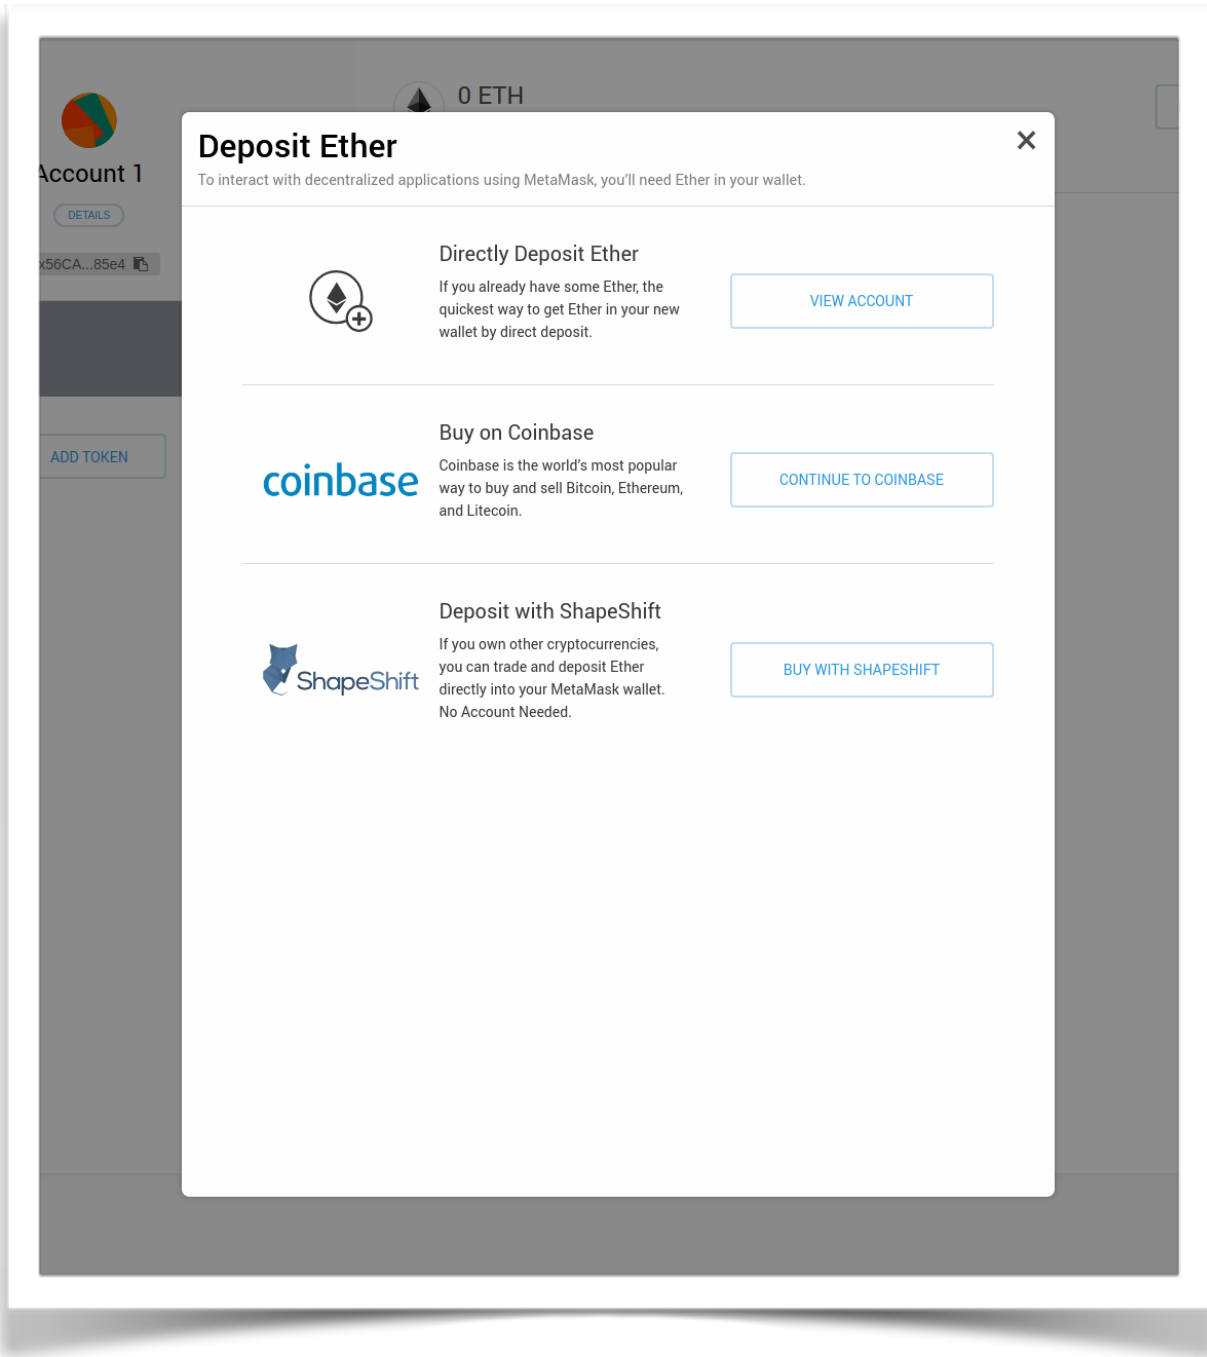 0 ETH
Account 1
DETAILS
x56CA...85e4
ADD TOKEN
Deposit Ether
To interact with decentralized applications using MetaMask, you'll need Ether in your wallet.
Directly Deposit Ether
If you already have some Ether, the
quickest way to get Ether in your new
wallet by direct deposit.
VIEW ACCOUNT
coinbase
Buy on Coinbase
Coinbase is the world's most popular
way to buy and sell Bitcoin, Ethereum,
and Litecoin.
CONTINUE TO COINBASE
ShapeShift
Deposit with ShapeShift
If you own other cryptocurrencies,
you can trade and deposit Ether
directly into your MetaMask wallet.
No Account Needed.
BUY WITH SHAPESHIFT